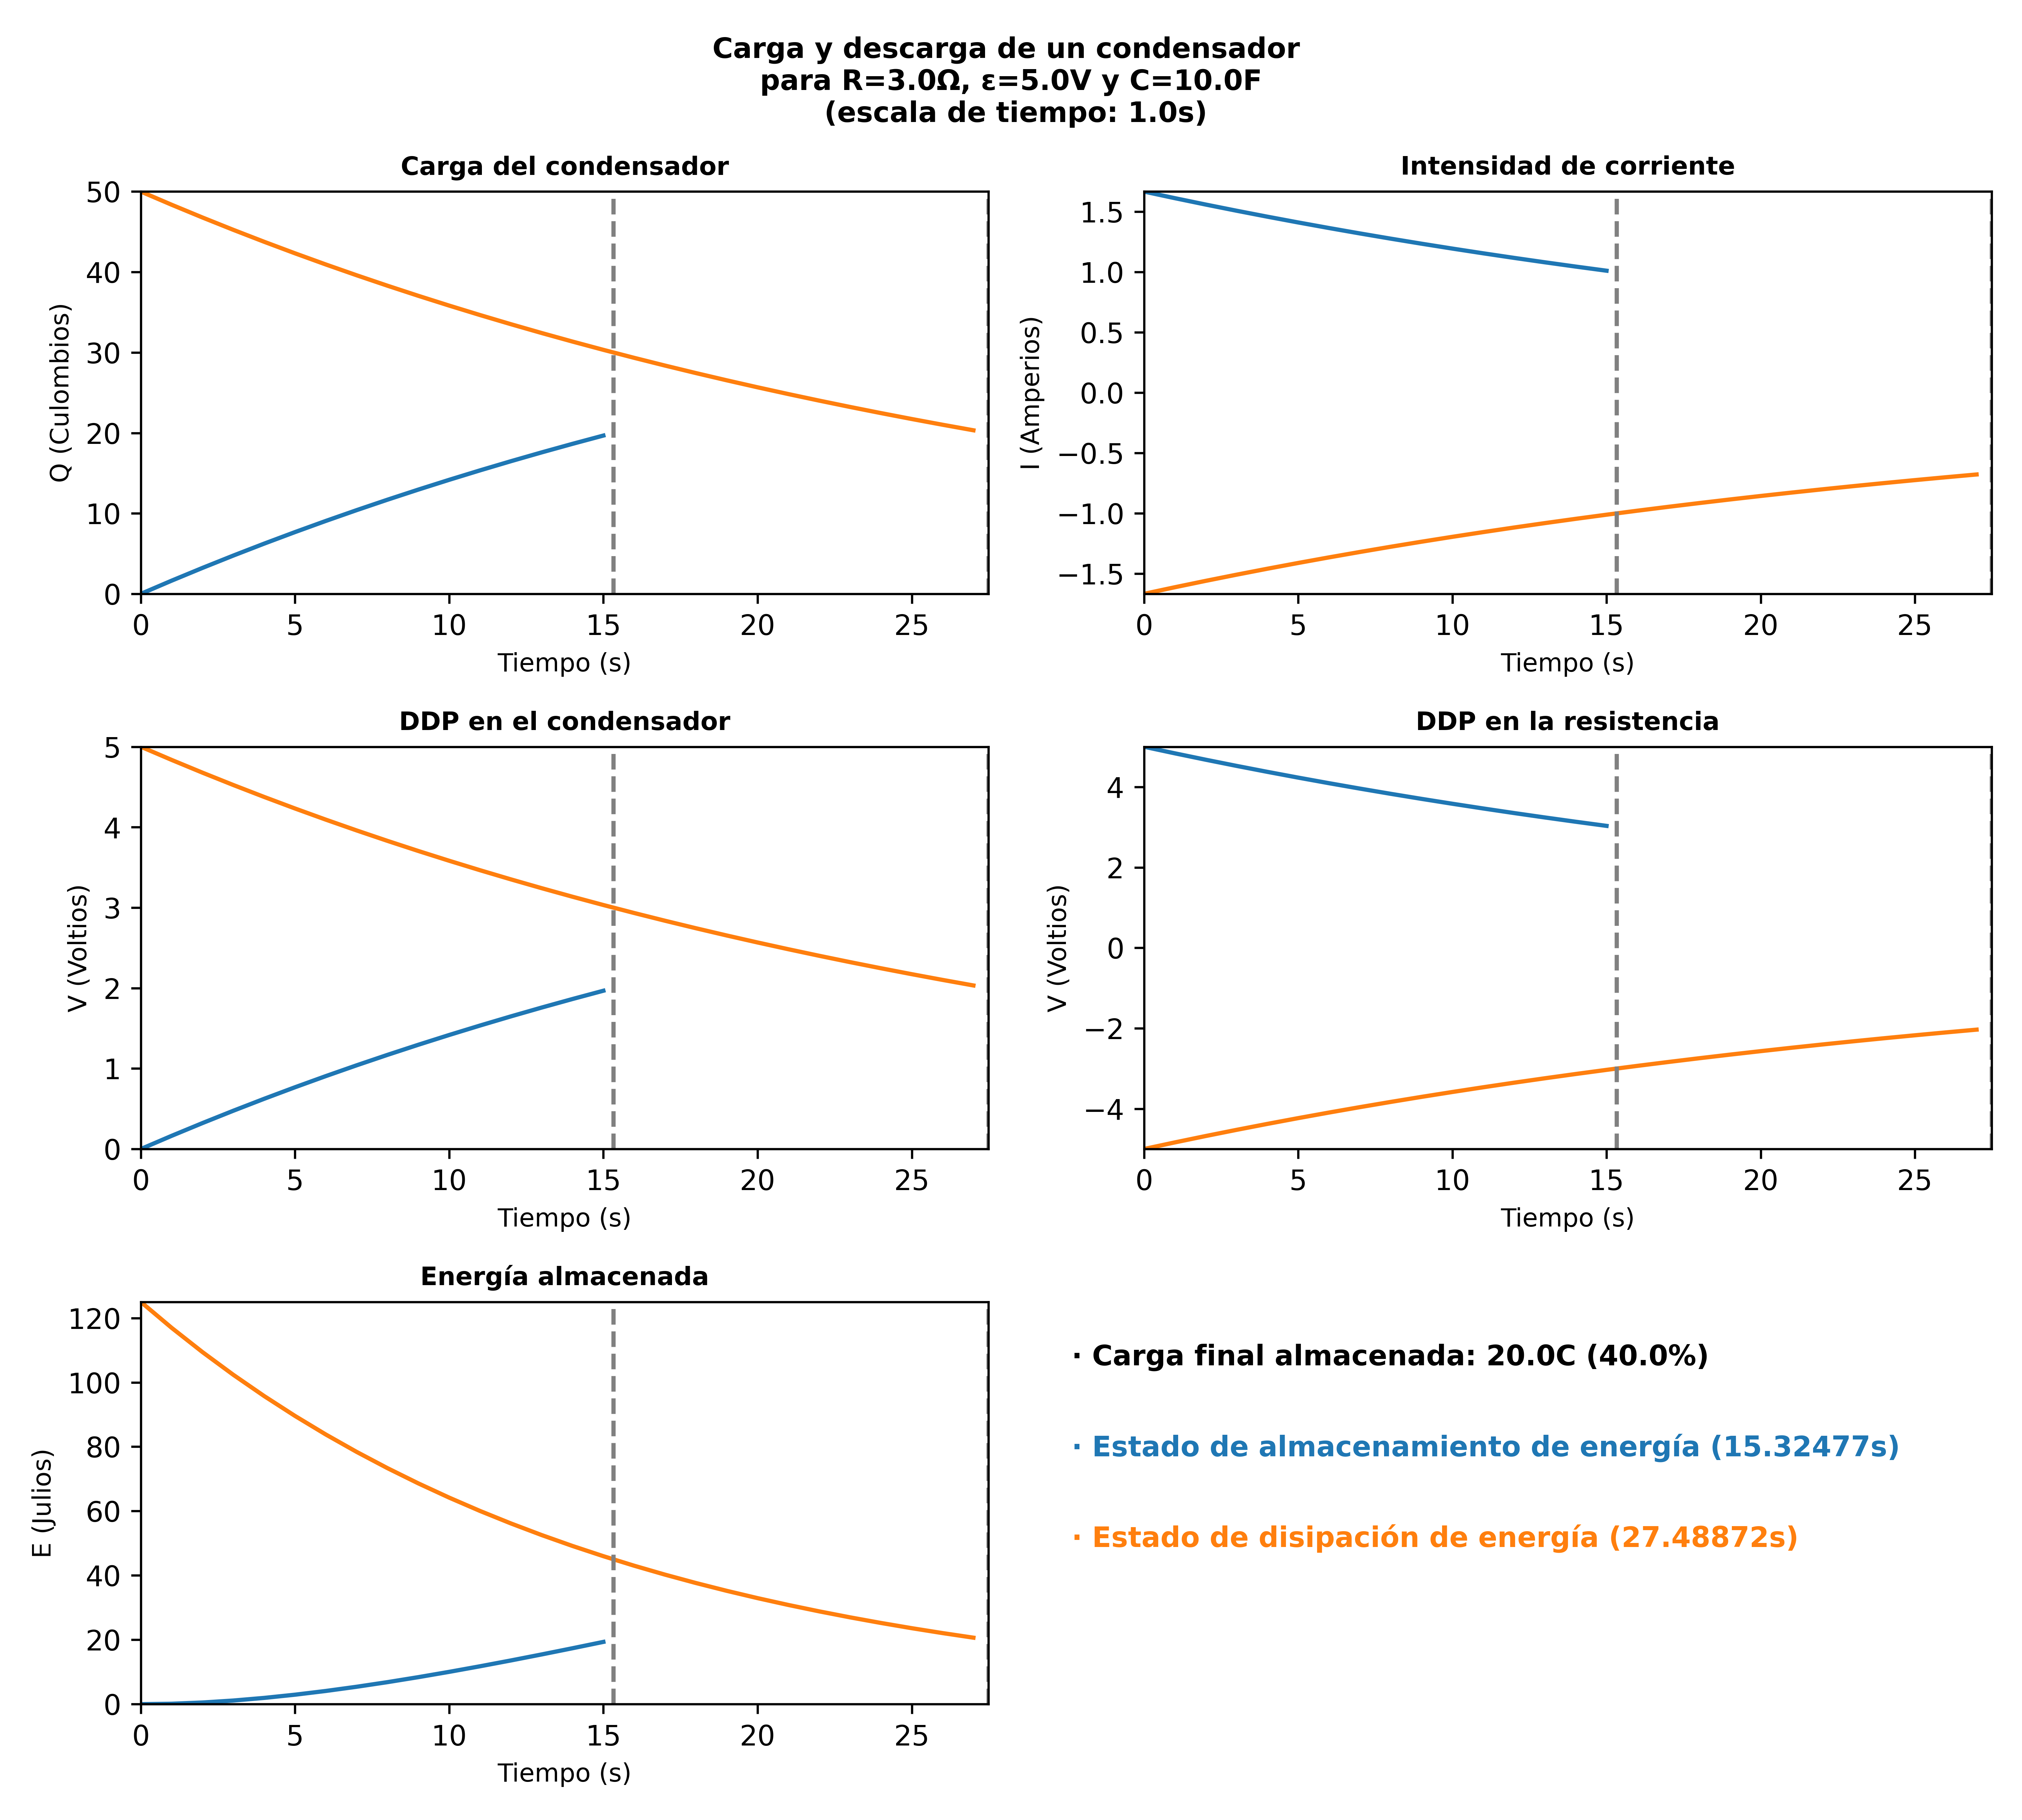 Carga y descarga de un condensador
para R=3.0Ω, ε=5.0V y C=10.0F
(escala de tiempo: 1.0s)
Carga del condensador
Q (Culombios)
50
40
30
20
10
0
0 5 10 15 20 25
Tiempo (s)
Intensidad de corriente
I (Amperios)
1.5
1.0
0.5
0.0
−0.5
−1.0
−1.5
0 5 10 15 20 25
Tiempo (s)
DDP en el condensador
V (Voltios)
5
4
3
2
1
0
0 5 10 15 20 25
Tiempo (s)
DDP en la resistencia
V (Voltios)
4
2
0
−2
−4
0 5 10 15 20 25
Tiempo (s)
Energía almacenada
E (Julios)
120
100
80
60
40
20
0
0 5 10 15 20 25
Tiempo (s)
· Carga final almacenada: 20.0C (40.0%)
· Estado de almacenamiento de energía (15.32477s)
· Estado de disipación de energía (27.48872s)